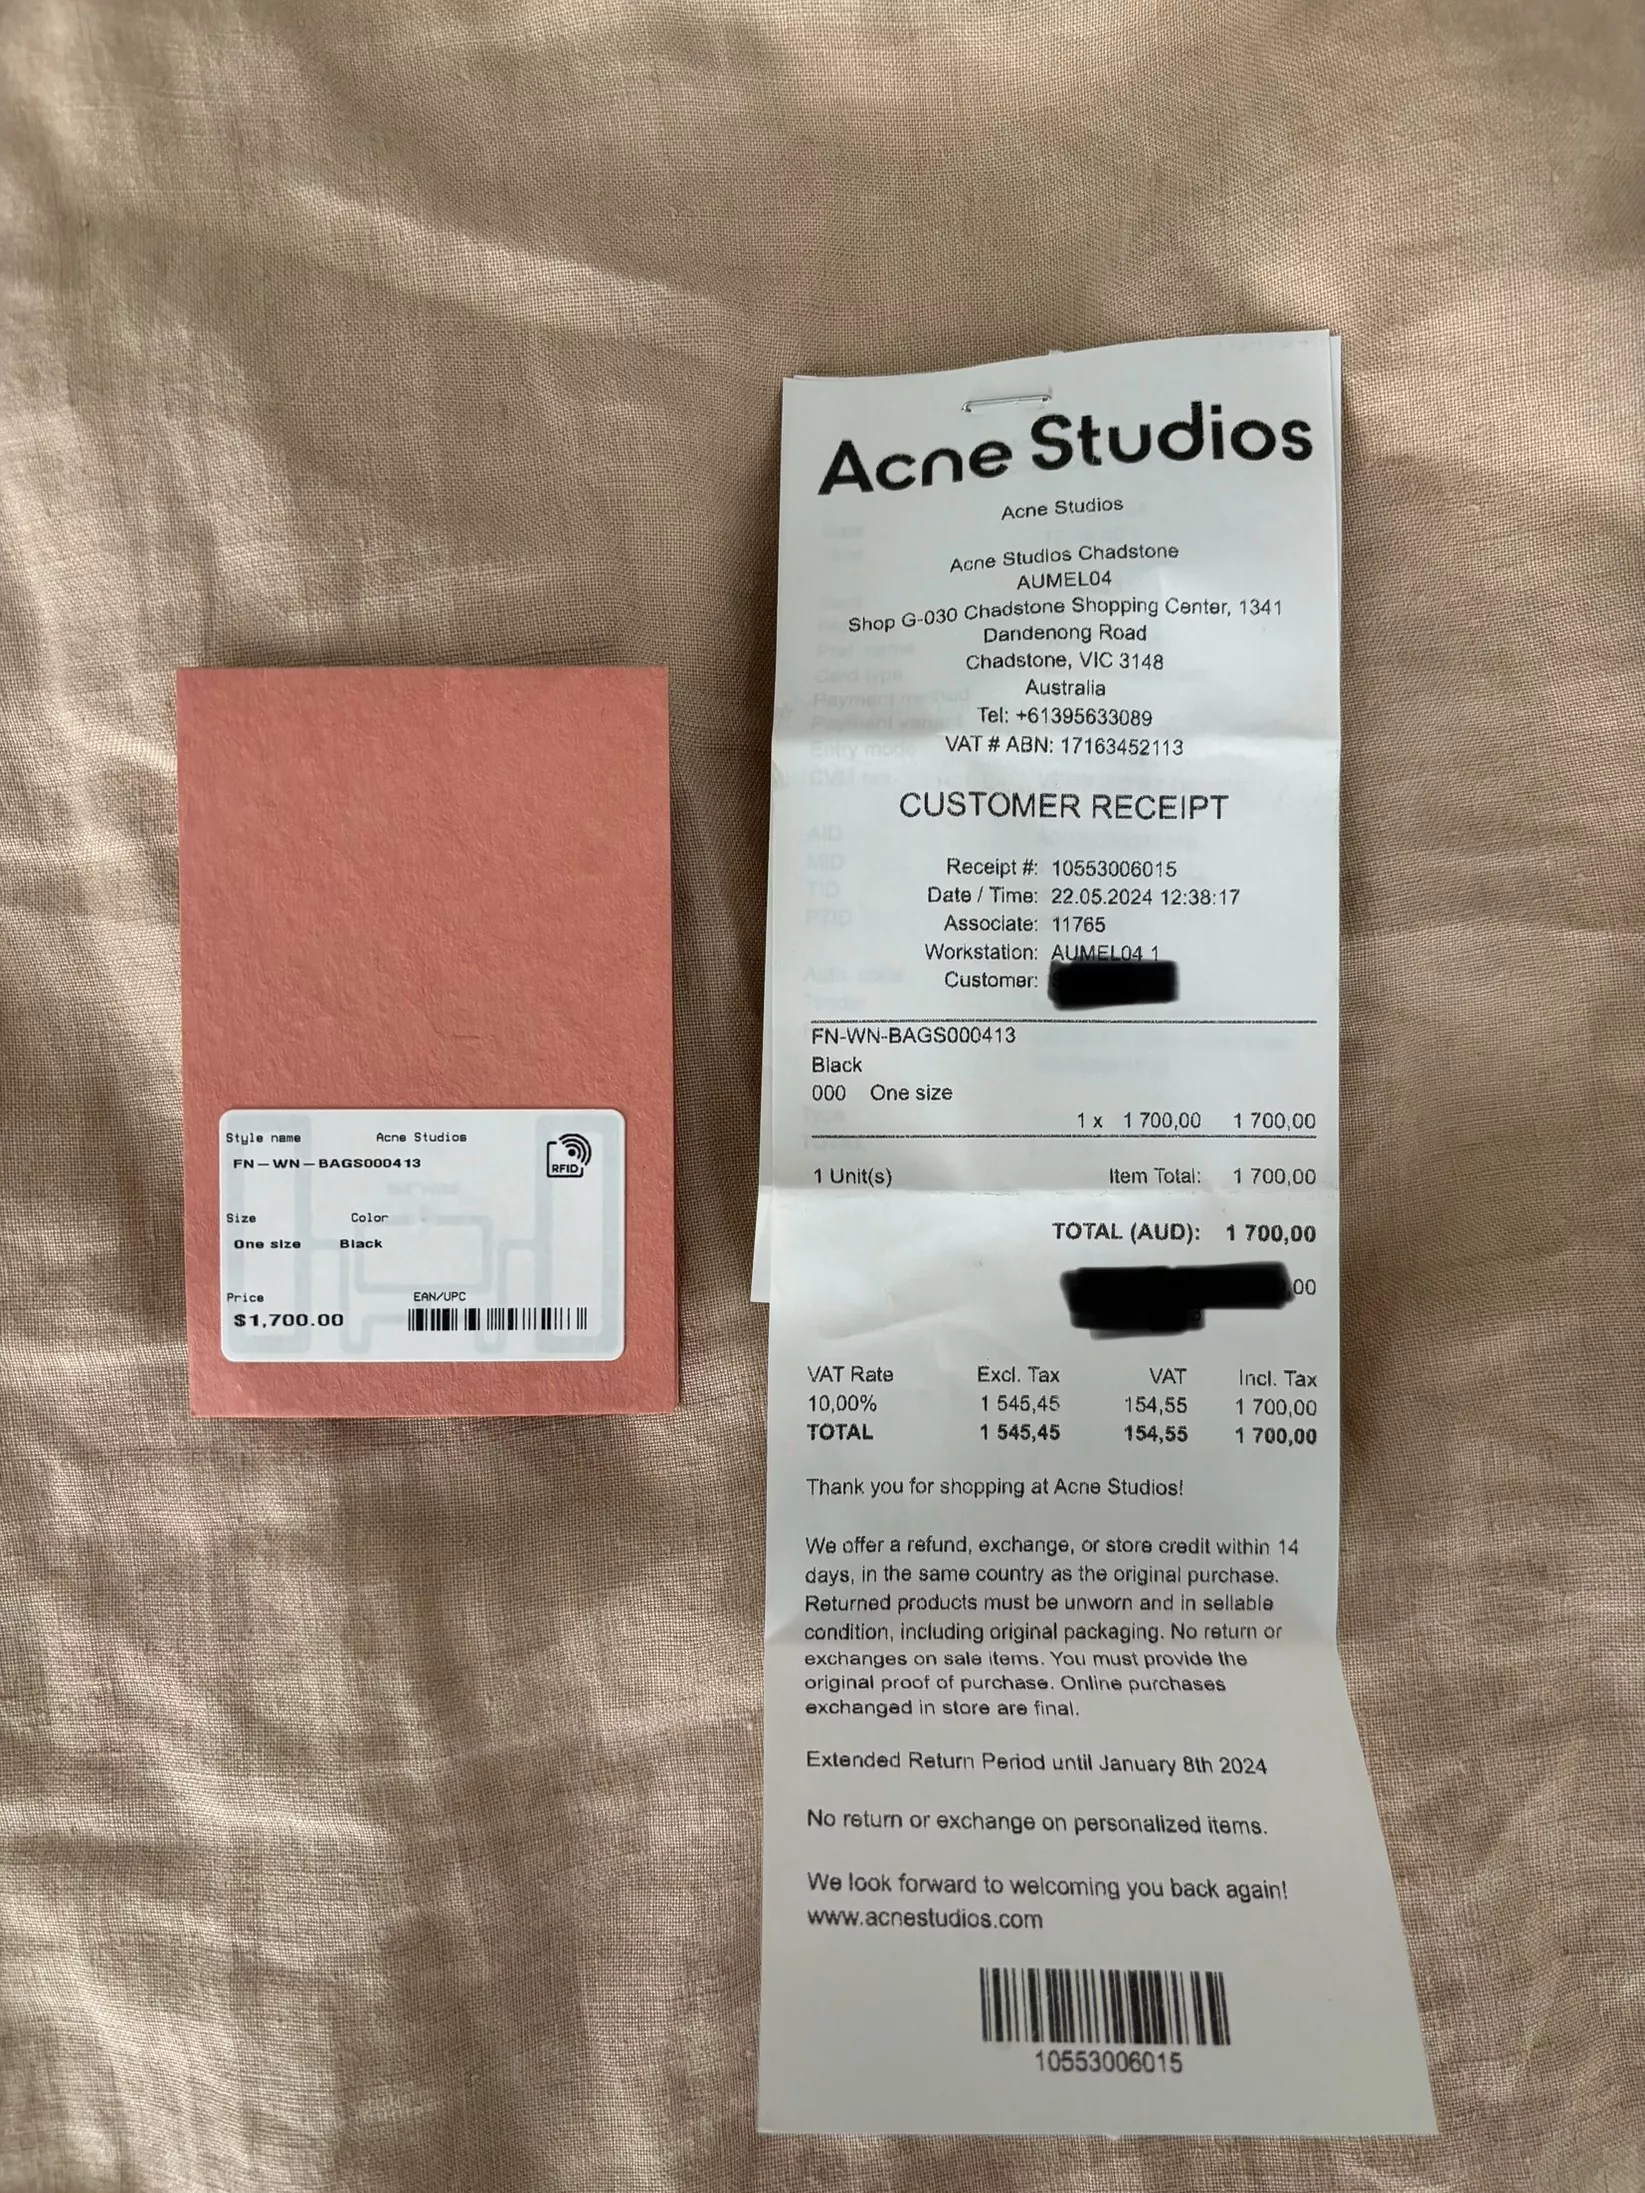 Style name Acne Studios
FN-WN-BAGS000413
RFID
Size Color
One size Black
Price EAN/UPC
$1,700.00
Acne Studios
Acne Studios
Acne Studios Chadstone
AUMEL04
Shop G-030 Chadstone Shopping Center, 1341
Dandenong Road
Chadstone, VIC 3148
Australia
Tel: +61395633089
VAT # ABN: 17163452113
CUSTOMER RECEIPT
Receipt #: 10553006015
Date / Time: 22.05.2024 12:38:17
Associate: 11765
Workstation: AUMEL04 1
Customer:
FN-WN-BAGS000413
Black
000 One size
1 x 1 700,00 1 700,00
1 Unit(s) Item Total: 1 700,00
TOTAL (AUD): 1 700,00
00
VAT Rate Excl. Tax VAT Incl. Tax
10,00% 1 545,45 154,55 1 700,00
TOTAL 1 545,45 154,55 1 700,00
Thank you for shopping at Acne Studios!
We offer a refund, exchange, or store credit within 14
days, in the same country as the original purchase.
Returned products must be unworn and in sellable
condition, including original packaging. No return or
exchanges on sale items. You must provide the
original proof of purchase. Online purchases
exchanged in store are final.
Extended Return Period until January 8th 2024
No return or exchange on personalized items.
We look forward to welcoming you back again!
www.acnestudios.com
10553006015